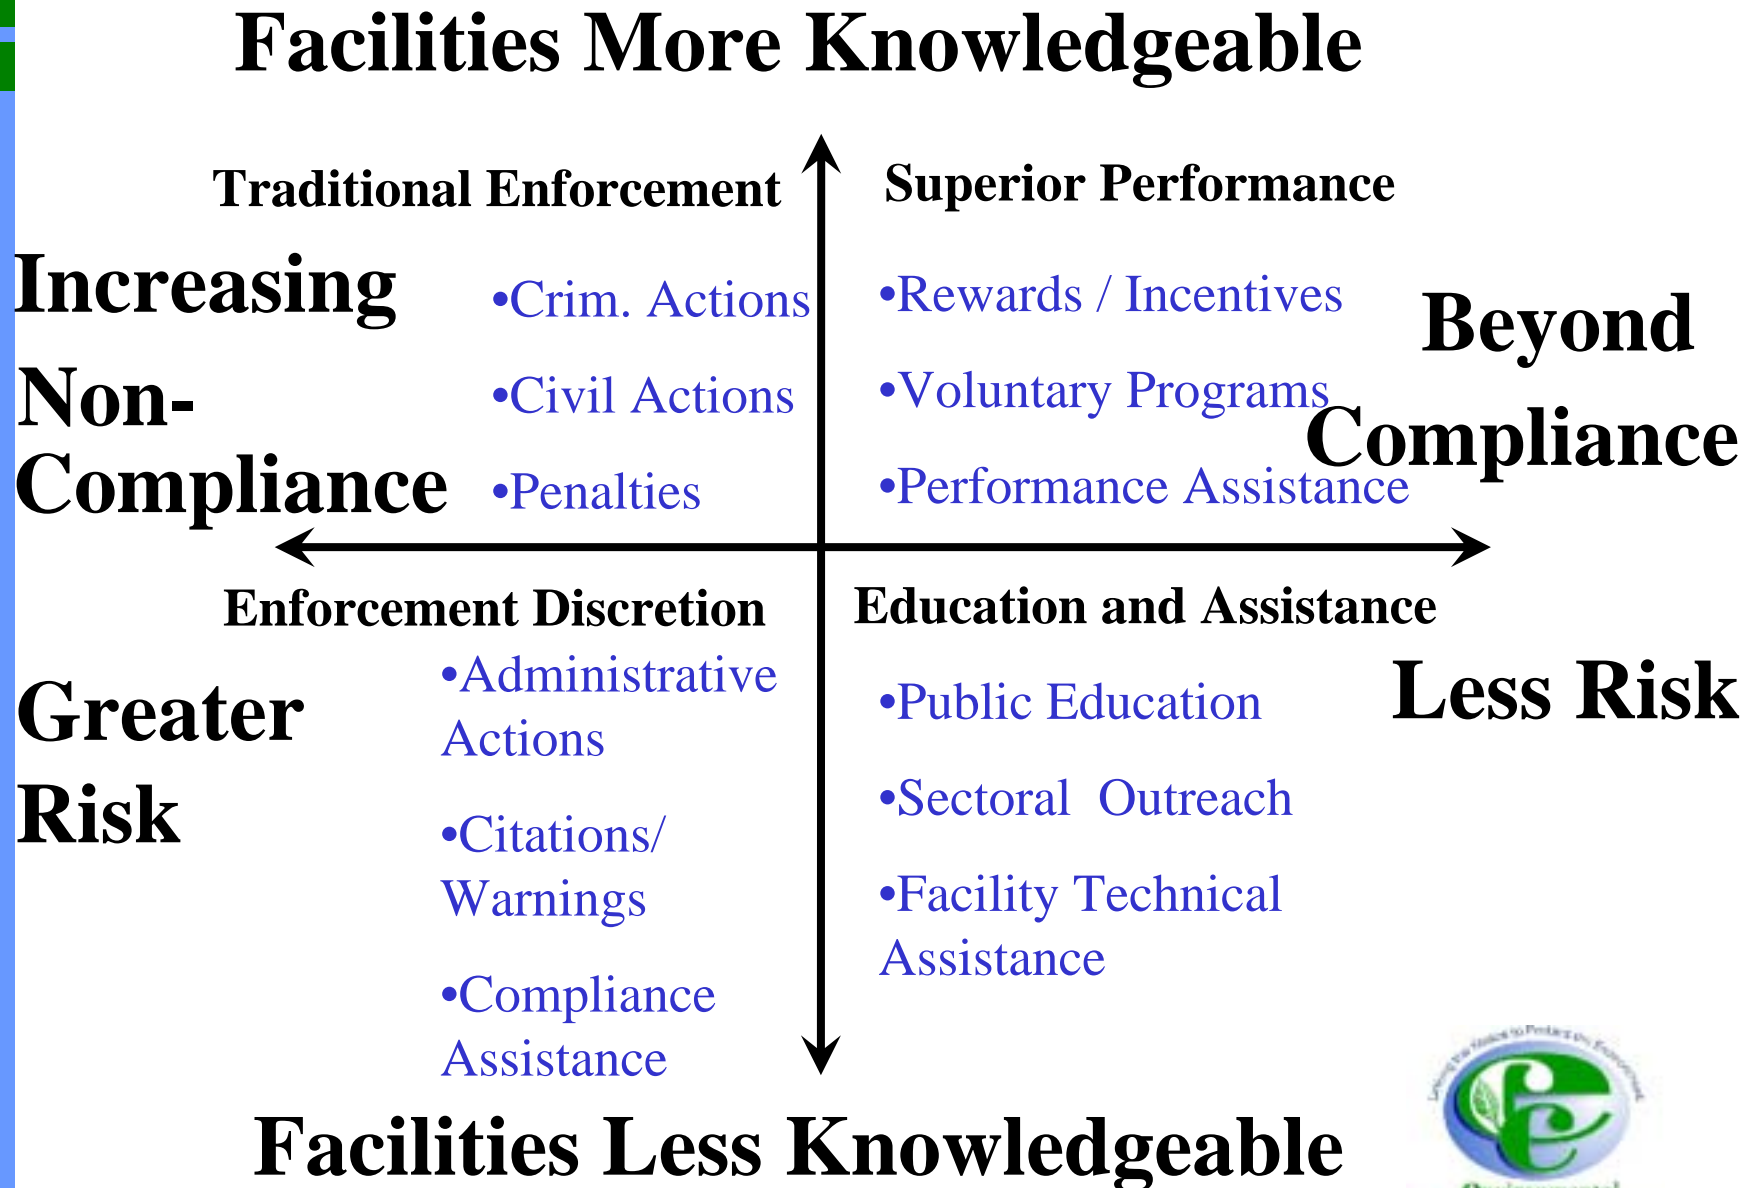 Facilities More Knowledgeable
Traditional Enforcement
Superior Performance
Increasing
Non-
Compliance
•Crim. Actions
•Civil Actions
•Penalties
•Rewards / Incentives
•Voluntary Programs
•Performance Assistance
Beyond
Compliance
Enforcement Discretion
Education and Assistance
Greater
Risk
•Administrative
Actions
•Citations/
Warnings
•Compliance
Assistance
•Public Education
•Sectoral Outreach
•Facility Technical
Assistance
Less Risk
Facilities Less Knowledgeable